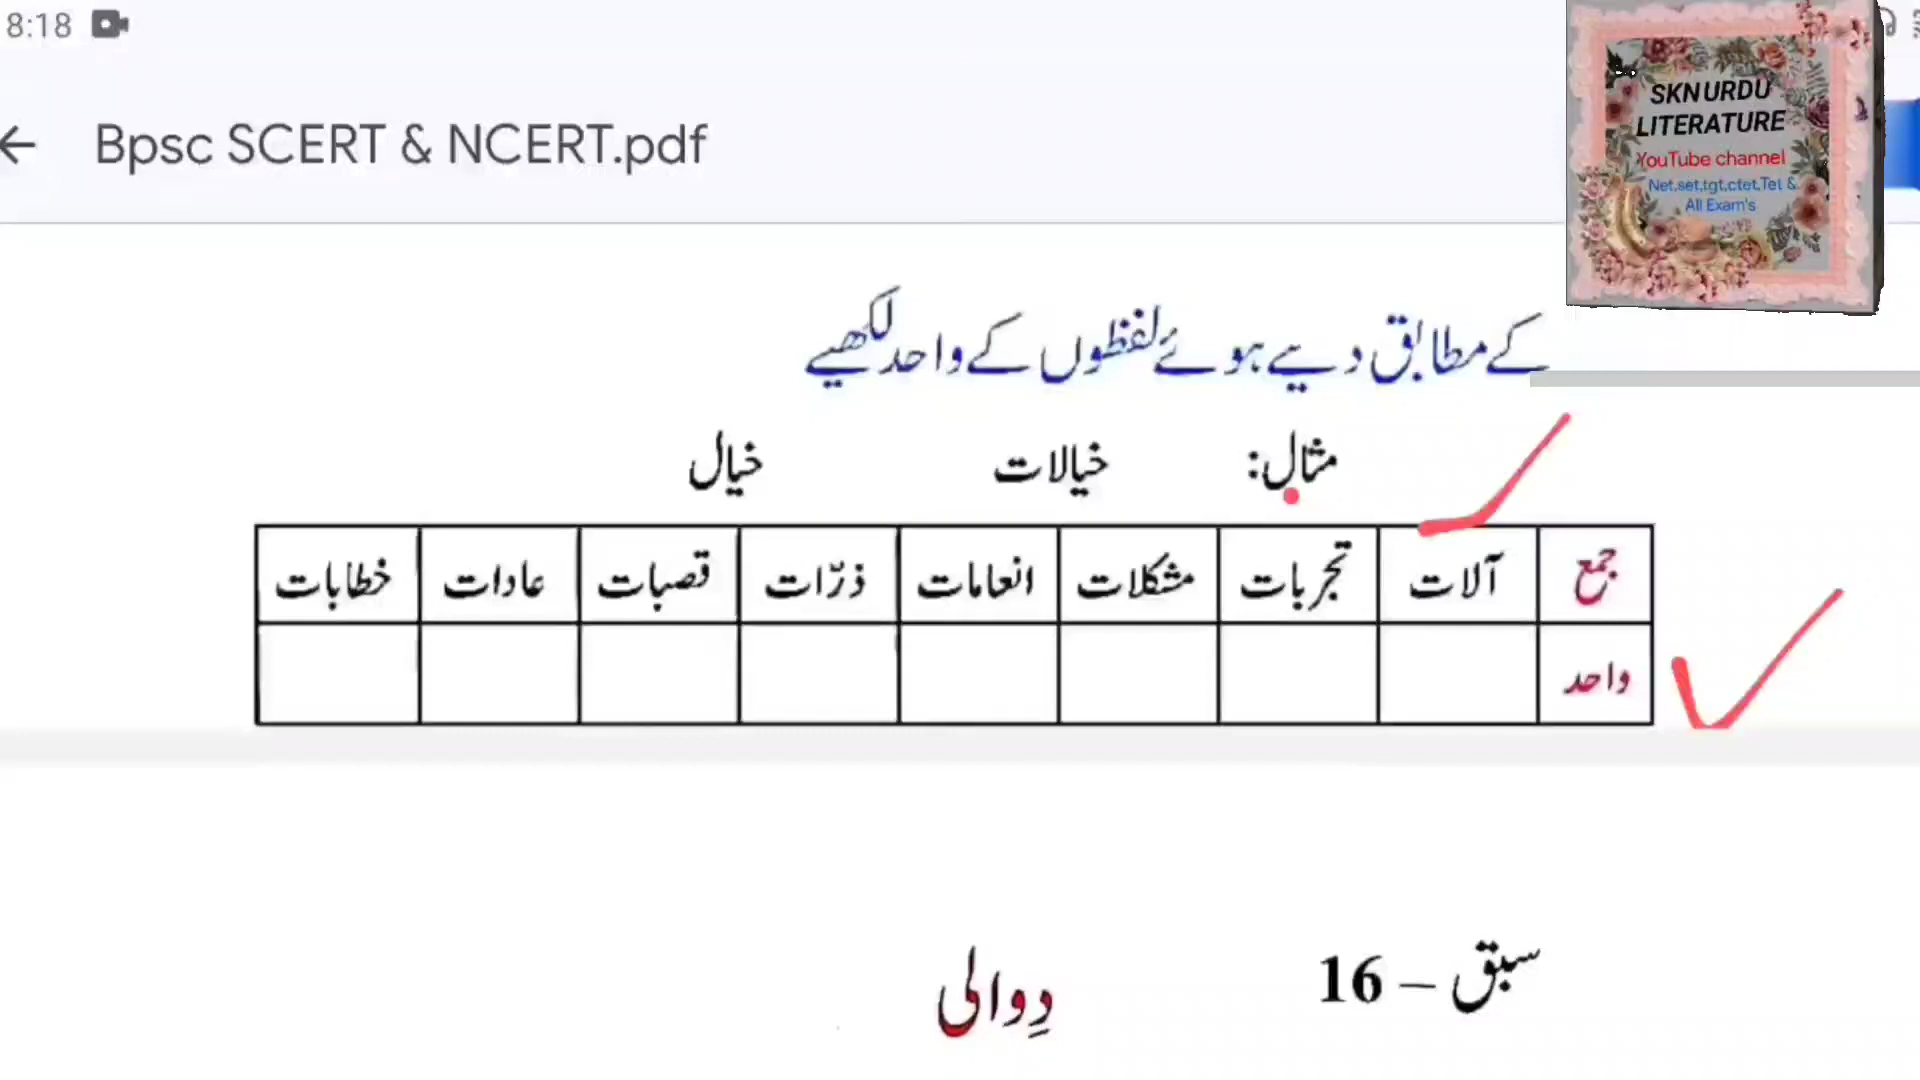 8:18
Bpsc SCERT & NCERT.pdf
SKN URDU
LITERATURE
YouTube channel
Net,set,tgt,ctet,Tet &
All Exam's
کے مطابق دیے ہوئے لفظوں کے واحد لکھیے
مثال: خیالات خیال
جمع آلات تجربات مشکلات انعامات ذرّات قصبات عادات خطابات
واحد
سبق – 16 دِوالی